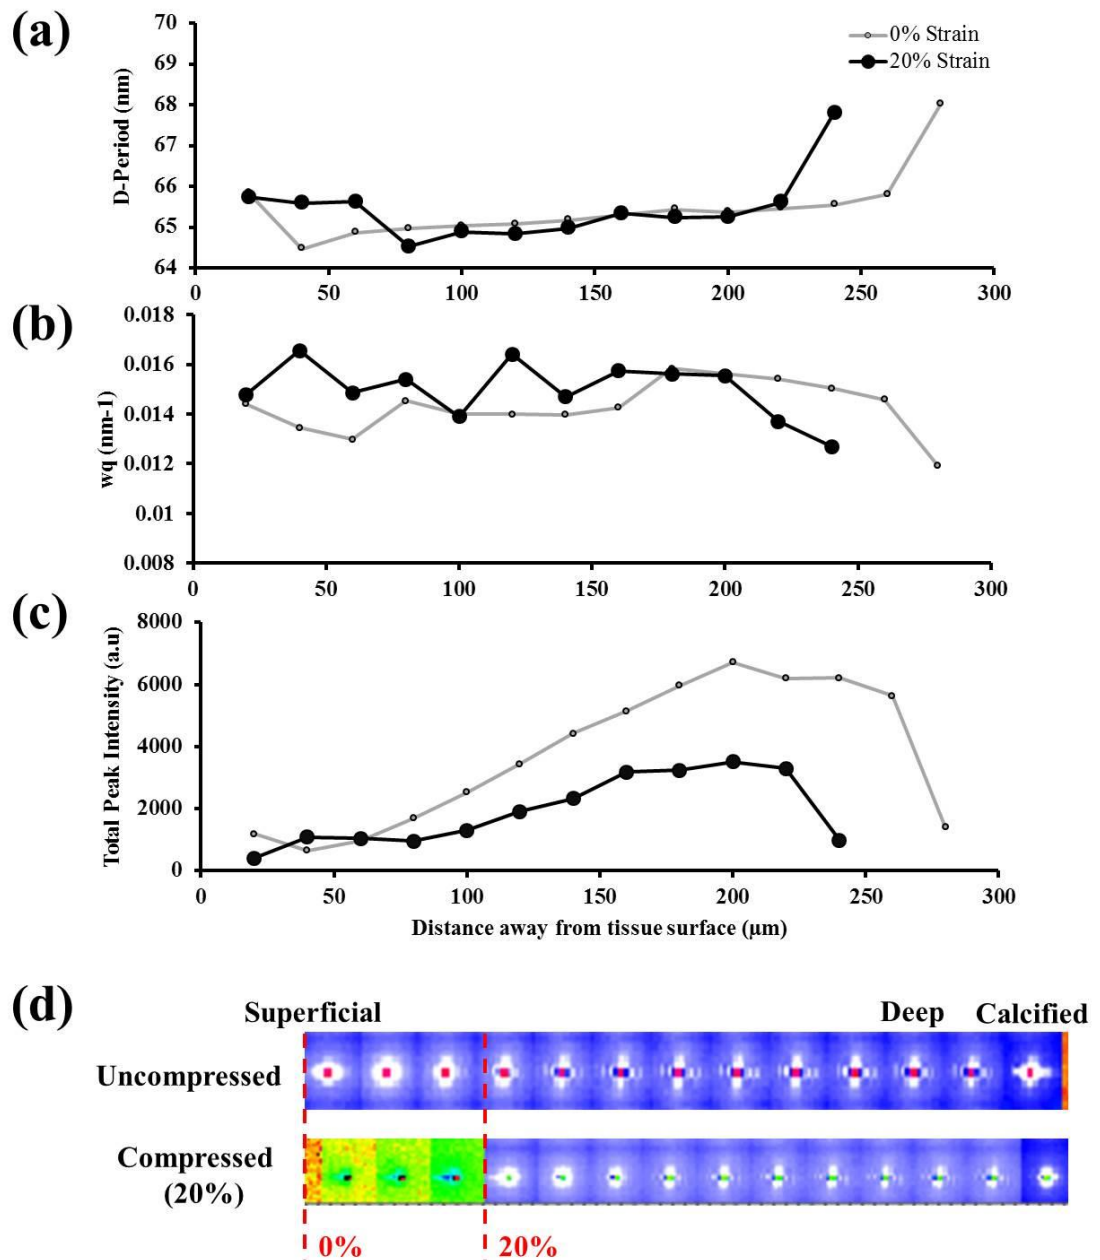 (a)
70
69
68
67
66
65
64
D-Period (nm)
0% Strain
20% Strain
0 50 100 150 200 250 300
(b)
0.018
0.016
0.014
0.012
0.01
0.008
wq (nm-1)
0 50 100 150 200 250 300
(c)
8000
6000
4000
2000
0
Total Peak Intensity (a.u)
0 50 100 150 200 250 300
Distance away from tissue surface (µm)
(d)
Superficial Deep Calcified
Uncompressed
Compressed
(20%)
0% 20%